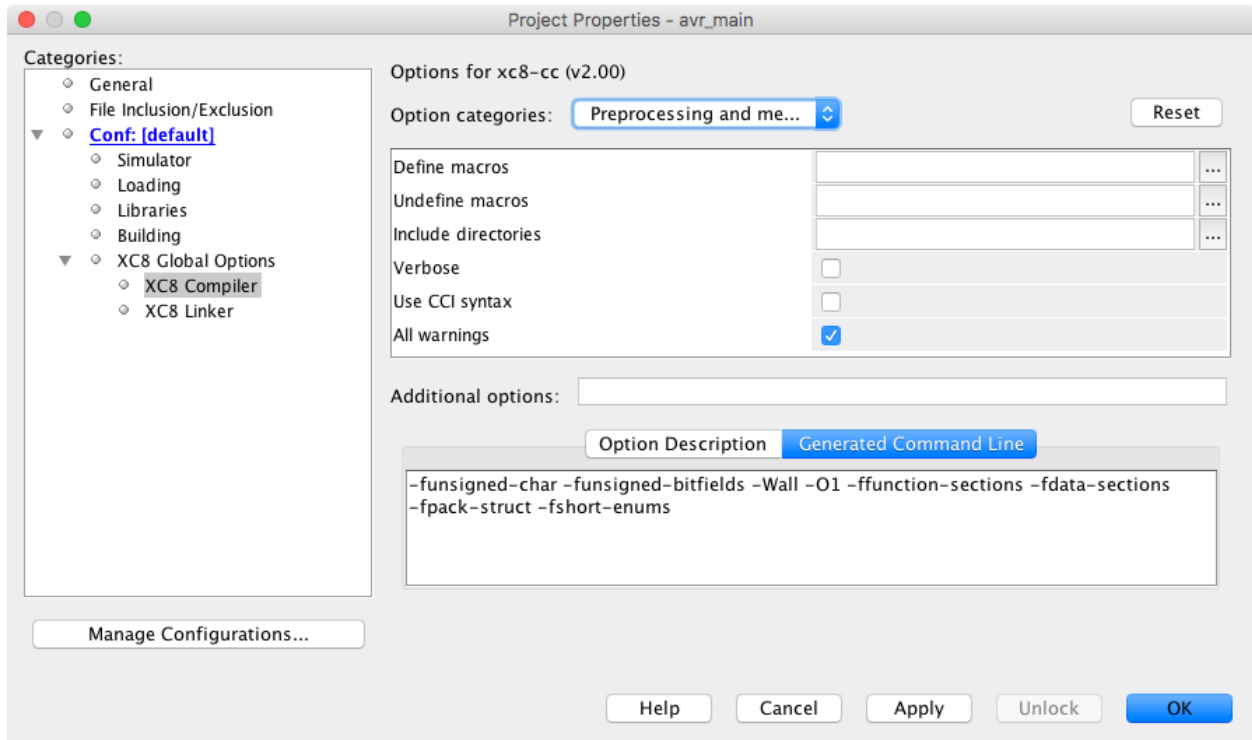 Project Properties - avr_main
Categories:
General
File Inclusion/Exclusion
Conf: [default]
Simulator
Loading
Libraries
Building
XC8 Global Options
XC8 Compiler
XC8 Linker
Manage Configurations...
Options for xc8-cc (v2.00)
Option categories: Preprocessing and me... Reset
Define macros ...
Undefine macros ...
Include directories ...
Verbose
Use CCI syntax
All warnings
Additional options:
Option Description Generated Command Line
-funsigned-char -funsigned-bitfields -Wall -O1 -ffunction-sections -fdata-sections
-fpack-struct -fshort-enums
Help Cancel Apply Unlock OK